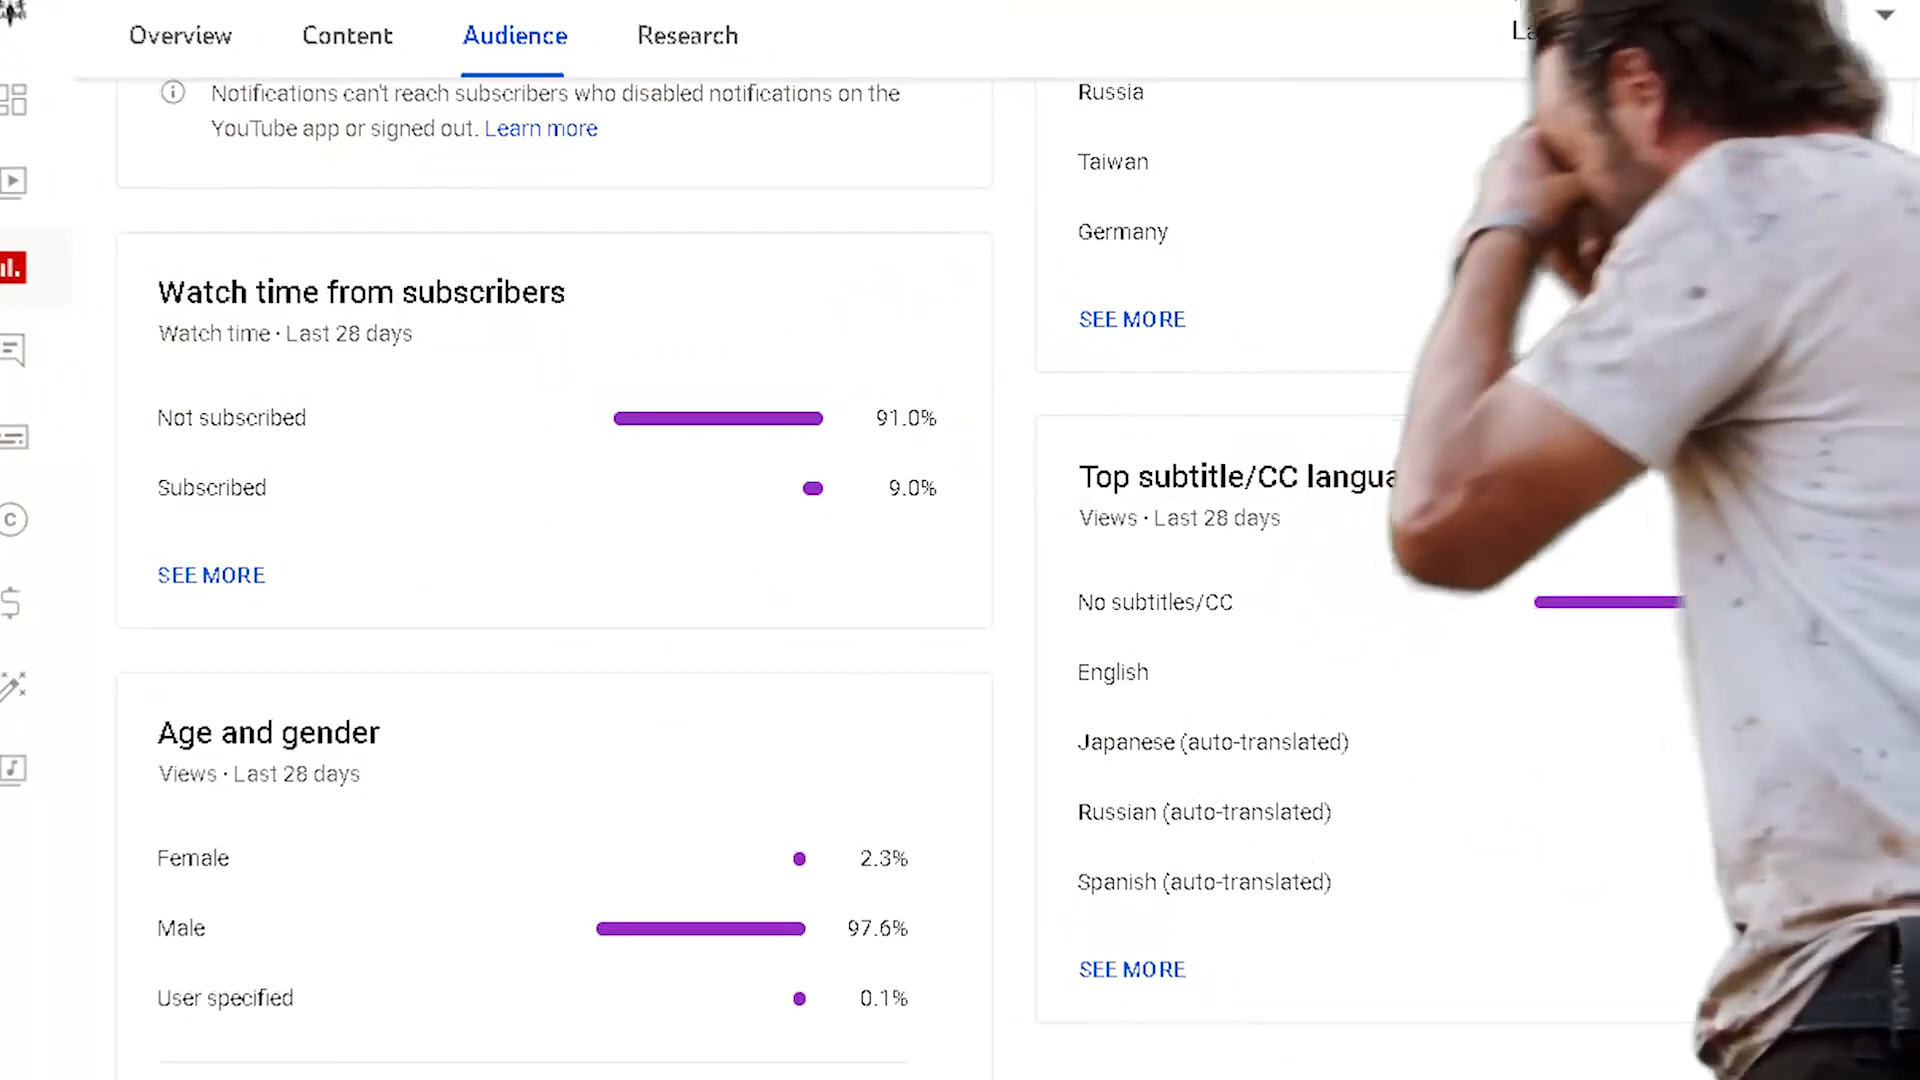 Overview
Content
Audience
Research
Notifications can't reach subscribers who disabled notifications on the
YouTube app or signed out. Learn more
Watch time from subscribers
Watch time · Last 28 days
Not subscribed 91.0%
Subscribed 9.0%
SEE MORE
Age and gender
Views · Last 28 days
Female 2.3%
Male 97.6%
User specified 0.1%
Russia
Taiwan
Germany
SEE MORE
Top subtitle/CC
Views · Last 28 days
No subtitles/CC
English
Japanese (auto-translated)
Russian (auto-translated)
Spanish (auto-translated)
SEE MORE